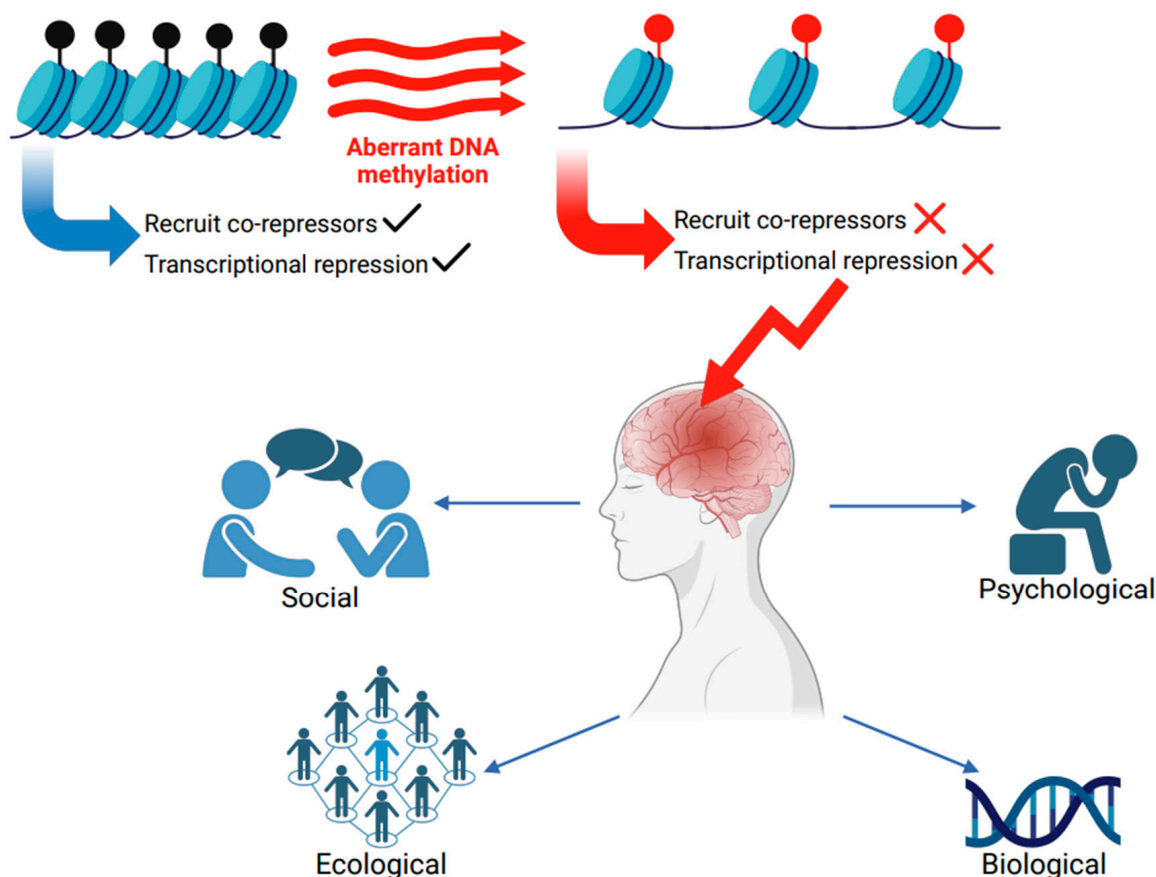 Aberrant DNA
methylation
Recruit co-repressors
Transcriptional repression
Recruit co-repressors
Transcriptional repression
Social
Psychological
Ecological
Biological